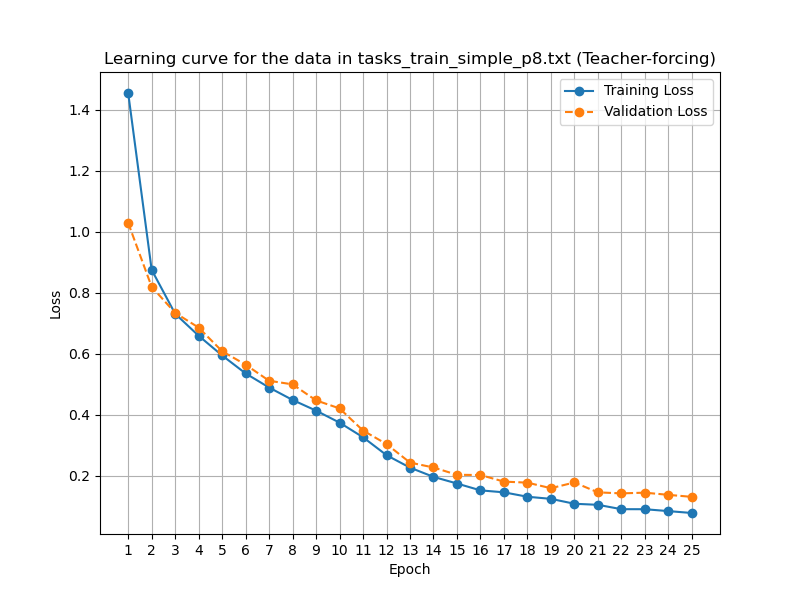 Learning curve for the data in tasks_train_simple_p8.txt (Teacher-forcing)
Training Loss
Validation Loss
1.4
1.2
1.0
0.8
0.6
0.4
0.2
Loss
1 2 3 4 5 6 7 8 9 10 11 12 13 14 15 16 17 18 19 20 21 22 23 24 25
Epoch